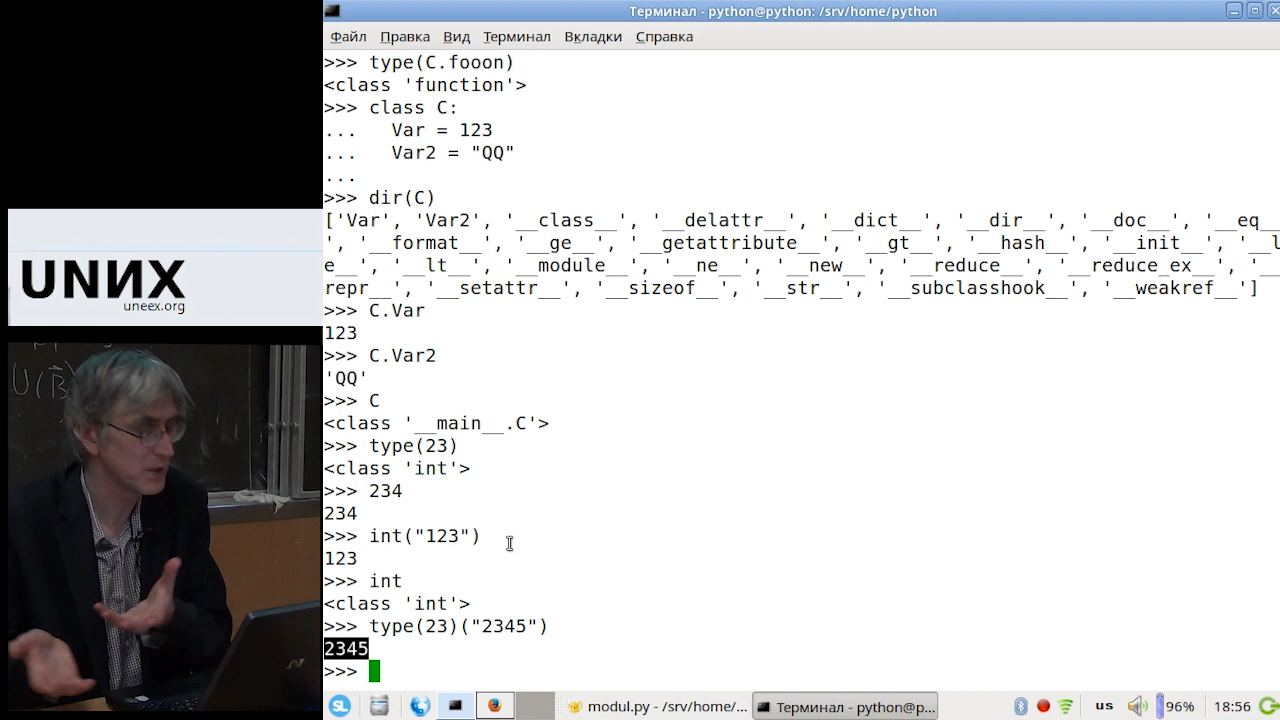 Терминал - python@python: /srv/home/python
Файл Правка Вид Терминал Вкладки Справка
>>> type(C.fooon)
<class 'function'>
>>> class C:
...   Var = 123
...   Var2 = "QQ"
...
>>> dir(C)
['Var', 'Var2', '__class__', '__delattr__', '__dict__', '__dir__', '__doc__', '__eq__
', '__format__', '__ge__', '__getattribute__', '__gt__', '__hash__', '__init__', '__l
e__', '__lt__', '__module__', '__ne__', '__new__', '__reduce__', '__reduce_ex__', '__
repr__', '__setattr__', '__sizeof__', '__str__', '__subclasshook__', '__weakref__']
>>> C.Var
123
>>> C.Var2
'QQ'
>>> C
<class '__main__.C'>
>>> type(23)
<class 'int'>
>>> 234
234
>>> int("123")
123
>>> int
<class 'int'>
>>> type(23)("2345")
2345
>>>
UNИX
uneex.org
U(B)
modul.py - /srv/home/...
Терминал - python@p...
us
96%
18:56